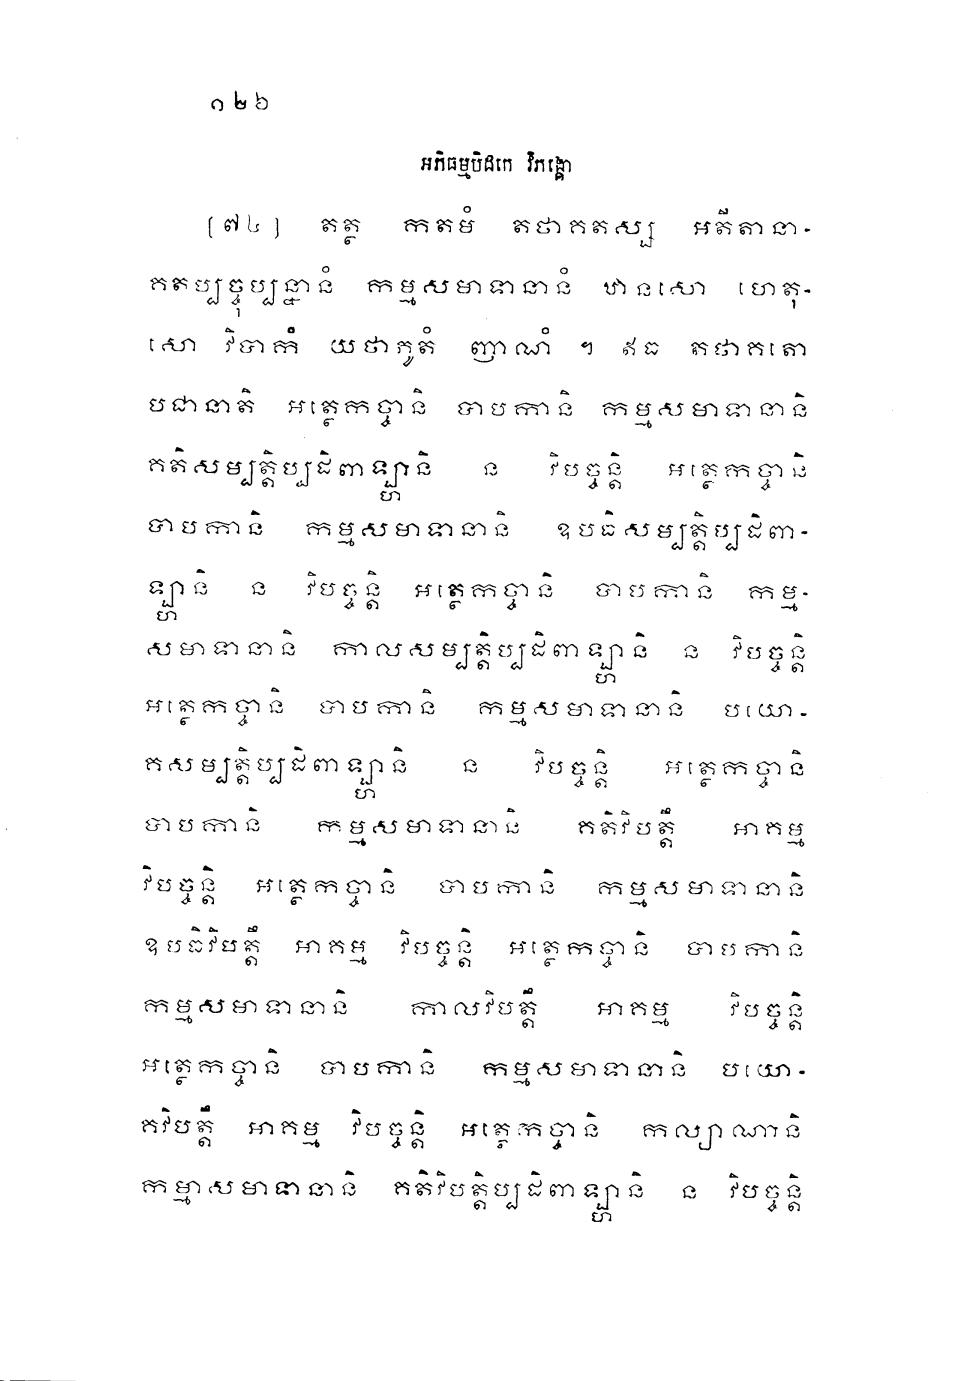 ១២៦
អភិធម្មបិដកេ វិភង្គោ
[៧៤] តត្ថ កតមំ តថាគតស្ស អតីតានា-
គតប្បច្ចុប្បន្នានំ កម្មសមាទានានំ ឋានសោ ហេតុ-
សោ វិបាកំ យថាភូតំ ញាណំ ។ ឥធ តថាគតោ
បជានាតិ អត្ថេកច្ចានិ បាបកានិ កម្មសមាទានានិ
គតិសម្បត្តិប្បដិពាឡ្ហានិ ន វិបច្ចន្តិ អត្ថេកច្ចានិ
បាបកានិ កម្មសមាទានានិ ឧបធិសម្បត្តិប្បដិពា-
ឡ្ហានិ ន វិបច្ចន្តិ អត្ថេកច្ចានិ បាបកានិ កម្ម-
សមាទានានិ កាលសម្បត្តិប្បដិពាឡ្ហានិ ន វិបច្ចន្តិ
អត្ថេកច្ចានិ បាបកានិ កម្មសមាទានានិ បយោ-
គសម្បត្តិប្បដិពាឡ្ហានិ ន វិបច្ចន្តិ អត្ថេកច្ចានិ
បាបកានិ កម្មសមាទានានិ គតិវិបត្តឹ អាគម្ម
វិបច្ចន្តិ អត្ថេកច្ចានិ បាបកានិ កម្មសមាទានានិ
ឧបធិវិបត្តឹ អាគម្ម វិបច្ចន្តិ អត្ថេកច្ចានិ បាបកានិ
កម្មសមាទានានិ កាលវិបត្តឹ អាគម្ម វិបច្ចន្តិ
អត្ថេកច្ចានិ បាបកានិ កម្មសមាទានានិ បយោ-
គវិបត្តឹ អាគម្ម វិបច្ចន្តិ អត្ថេកច្ចានិ កល្យាណានិ
កម្មាសមាទានានិ គតិវិបត្តិប្បដិពាឡ្ហានិ ន វិបច្ចន្តិ